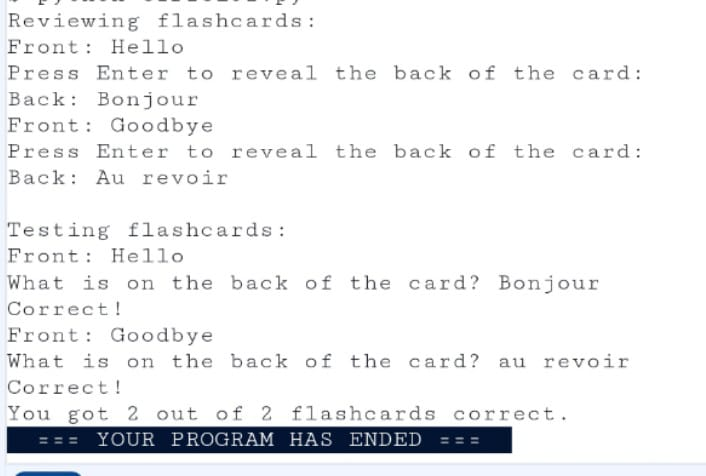 Reviewing flashcards:
Front: Hello
Press Enter to reveal the back of the card:
Back: Bonjour
Front: Goodbye
Press Enter to reveal the back of the card:
Back: Au revoir
Testing flashcards:
Front: Hello
What is on the back of the card? Bonjour
Correct!
Front: Goodbye
What is on the back of the card? au revoir
Correct!
You got 2 out of 2 flashcards correct.
=== YOUR PROGRAM HAS ENDED ===